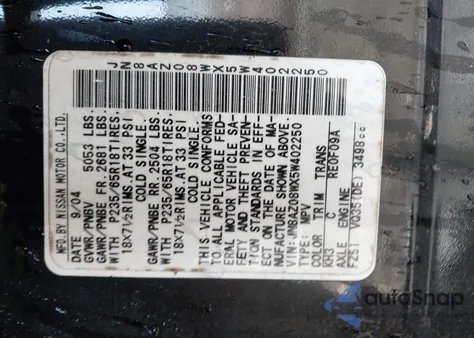 MFD. BY NISSAN MOTOR CO.,LTD.
DATE 9/04
GVWR/PNBV 5053 LBS.
GAWR/PNBE FR. 2681 LBS.
WITH P235/65R18TIRES.
18X7½RIMS AT 33 PSI
COLD SINGLE.
GAWR/PNBE RR. 2504 LBS.
WITH P235/65R18TIRES.
18X7½RIMS AT 33 PSI
COLD SINGLE.
THIS VEHICLE CONFORMS
TO ALL APPLICABLE FED-
ERAL MOTOR VEHICLE SA-
FETY AND THEFT PREVEN-
TION STANDARDS IN EFF-
ECT ON THE DATE OF MA-
NUFACTURE SHOWN ABOVE.
VIN: JN8AZ08WX5W402250
TYPE: MPV
COLOR TRIM TRANS
KH3 C RE0F09A
AXLE ENGINE
FZ51 VQ35(DE) 3498cc
JN8AZ08WX5W402250
autoSnap